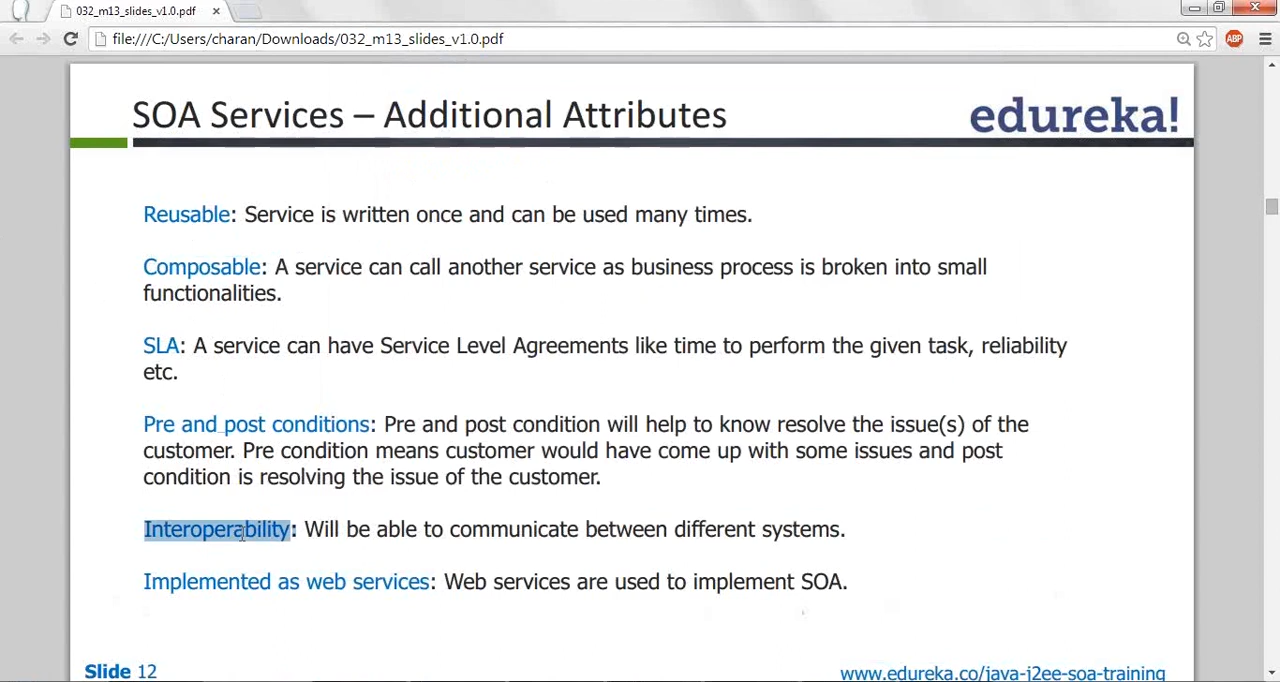 032_m13_slides_v1.0.pdf
file:///C:/Users/charan/Downloads/032_m13_slides_v1.0.pdf
ABP
SOA Services – Additional Attributes
edureka!
Reusable: Service is written once and can be used many times.
Composable: A service can call another service as business process is broken into small
functionalities.
SLA: A service can have Service Level Agreements like time to perform the given task, reliability
etc.
Pre and post conditions: Pre and post condition will help to know resolve the issue(s) of the
customer. Pre condition means customer would have come up with some issues and post
condition is resolving the issue of the customer.
Interoperability: Will be able to communicate between different systems.
Implemented as web services: Web services are used to implement SOA.
Slide 12
www.edureka.co/java-j2ee-soa-training